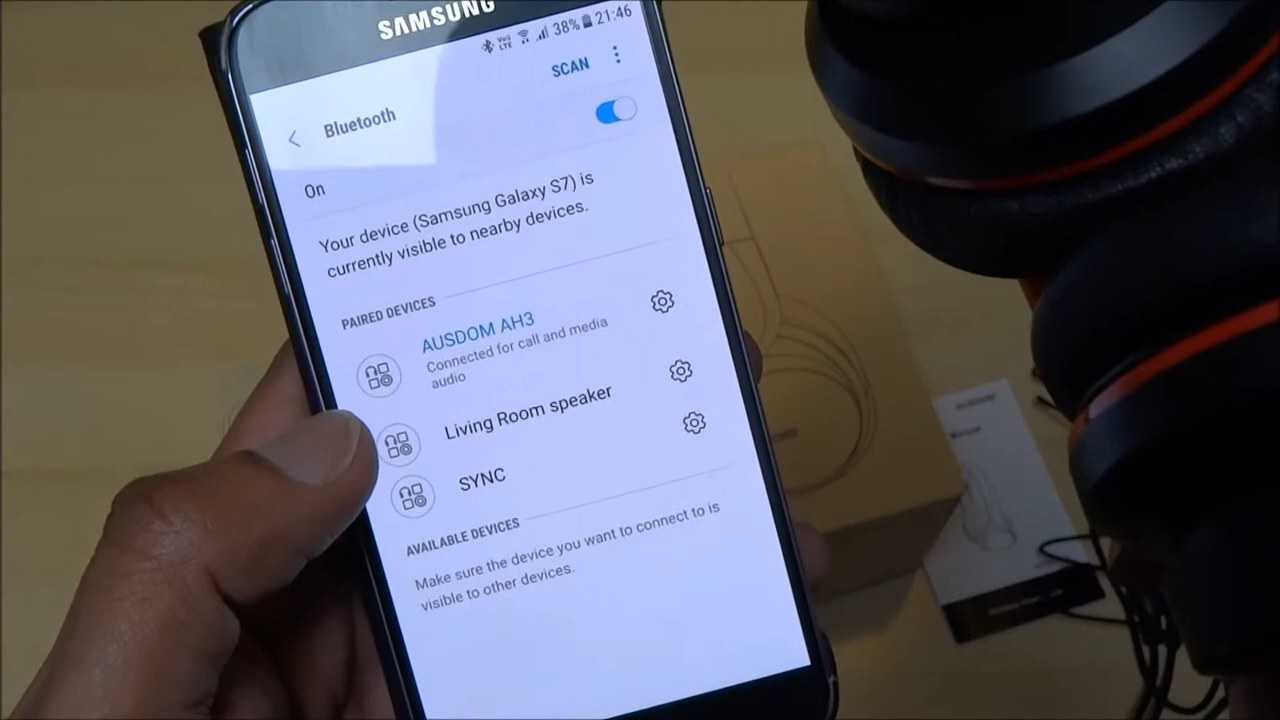 SAMSUNG
VoO LTE 38% 21:46
SCAN
Bluetooth
On
Your device (Samsung Galaxy S7) is
currently visible to nearby devices.
PAIRED DEVICES
AUSDOM AH3
Connected for call and media
audio
Living Room speaker
SYNC
AVAILABLE DEVICES
Make sure the device you want to connect to is
visible to other devices.